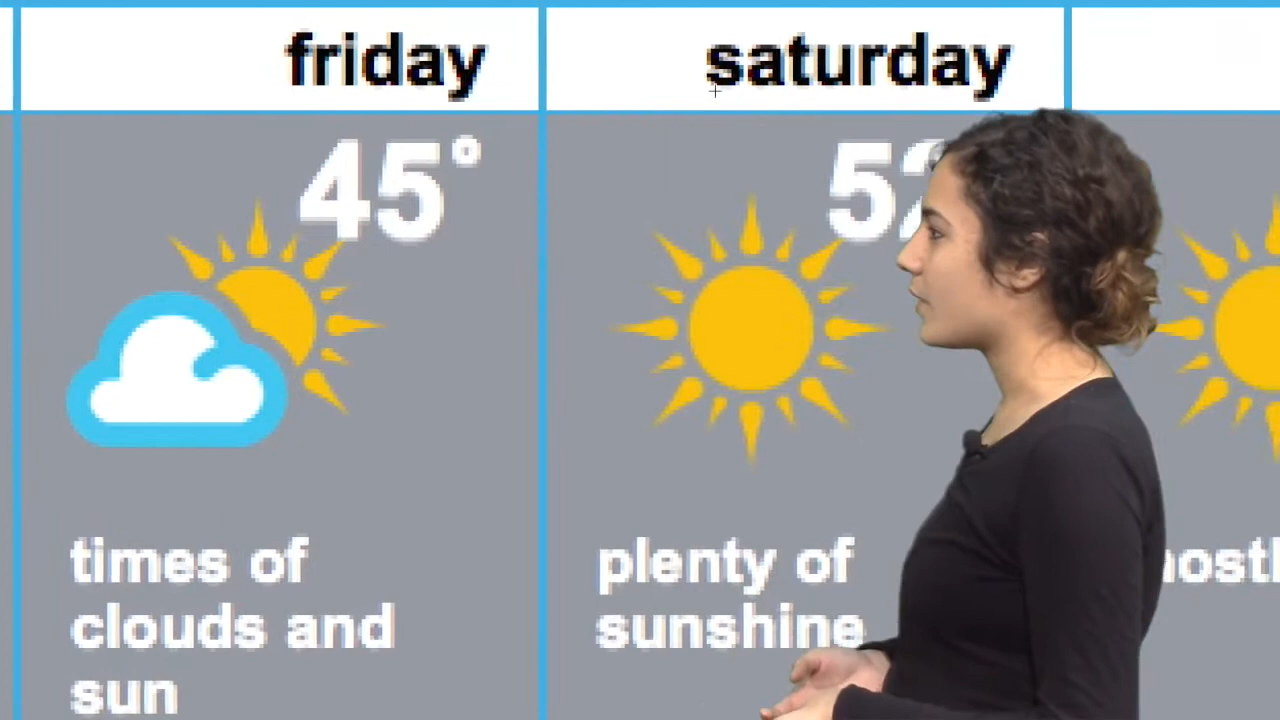 friday
saturday
45°
times of
clouds and
sun
plenty of
sunshine